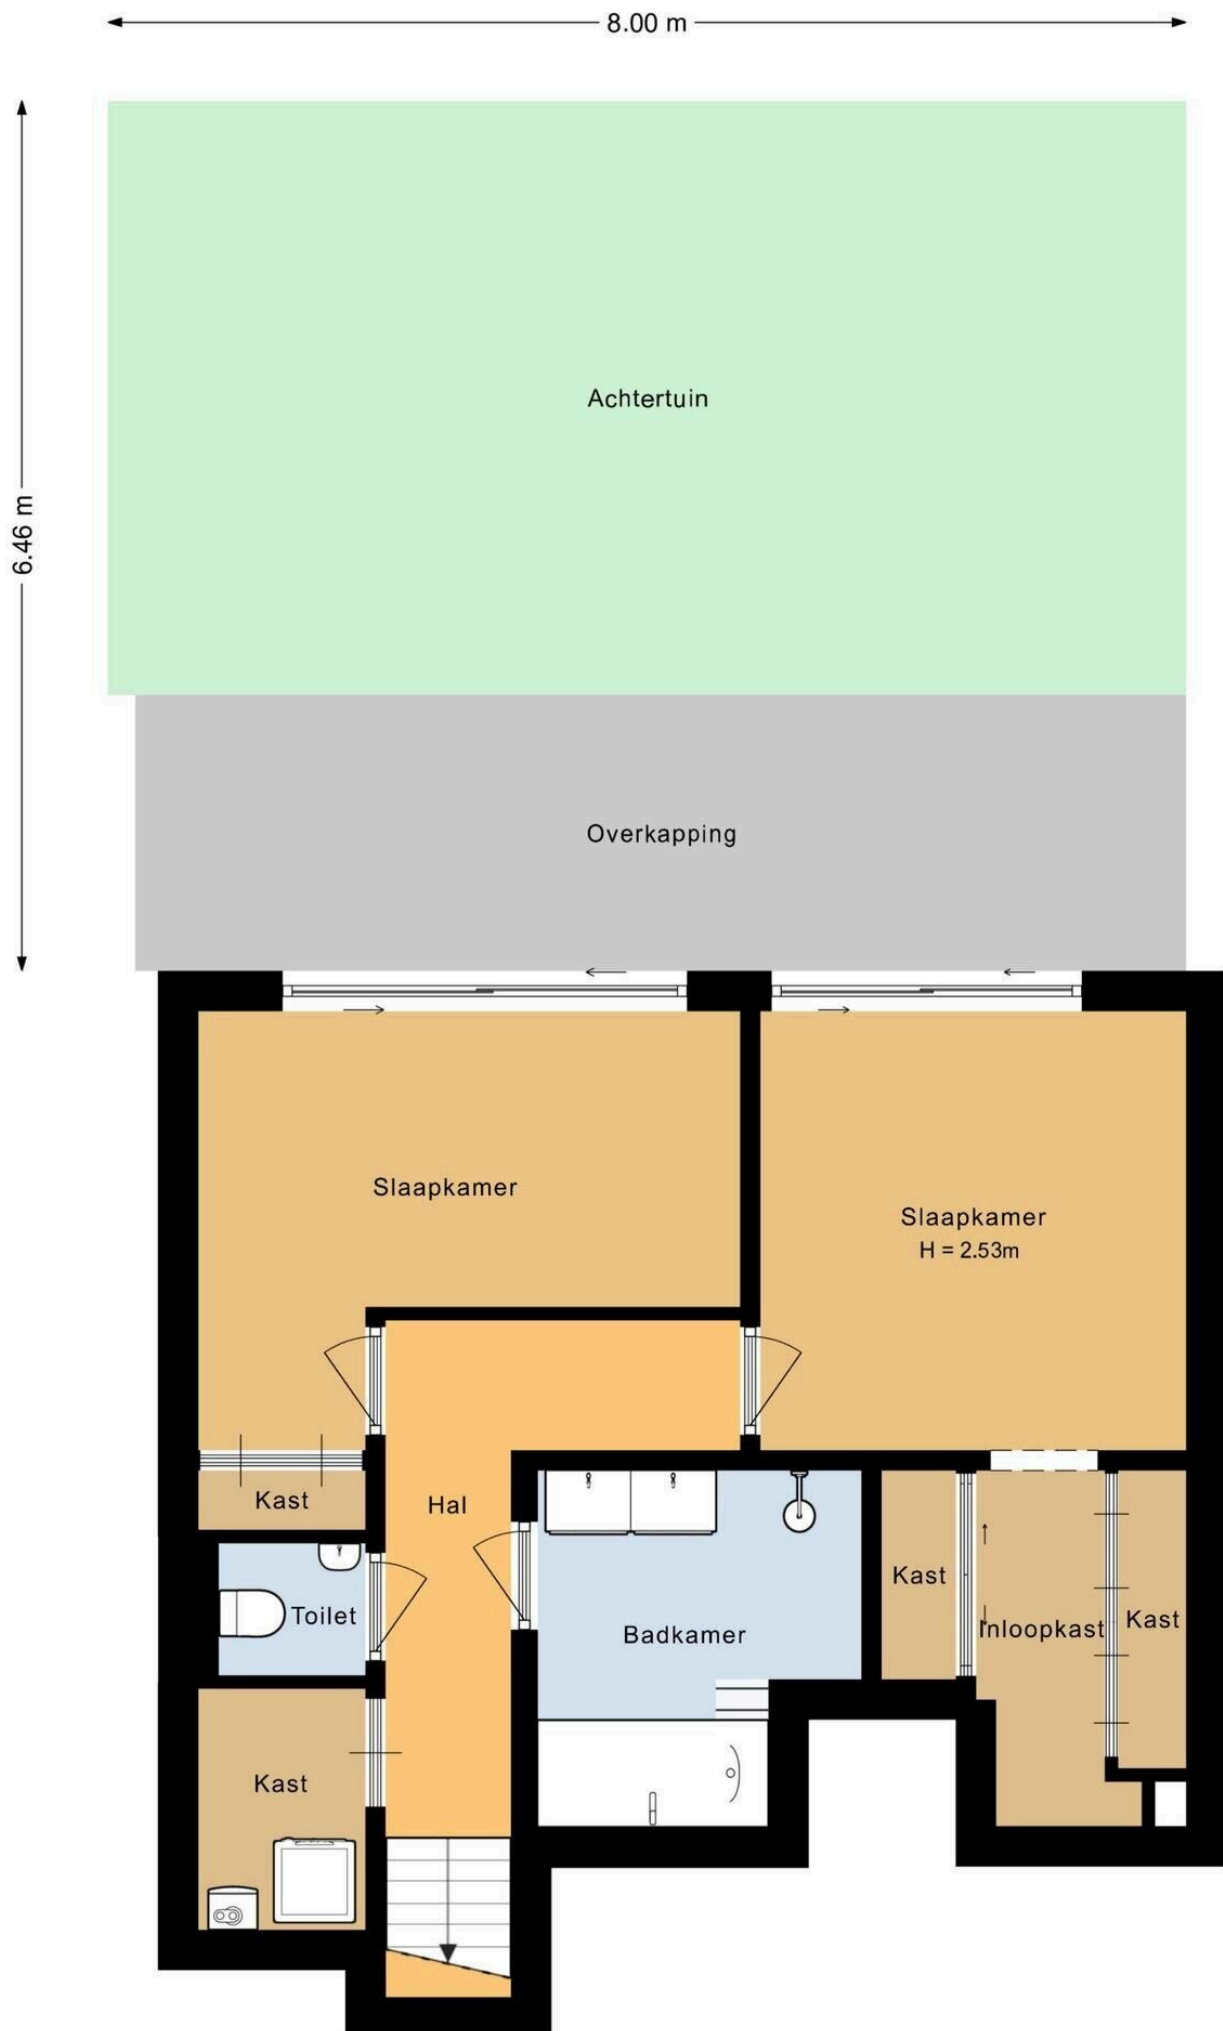 8.00 m
6.46 m
Achtertuin
Overkapping
Slaapkamer
Slaapkamer
H = 2.53m
Kast
Hal
Toilet
Badkamer
Kast
Inloopkast
Kast
Kast